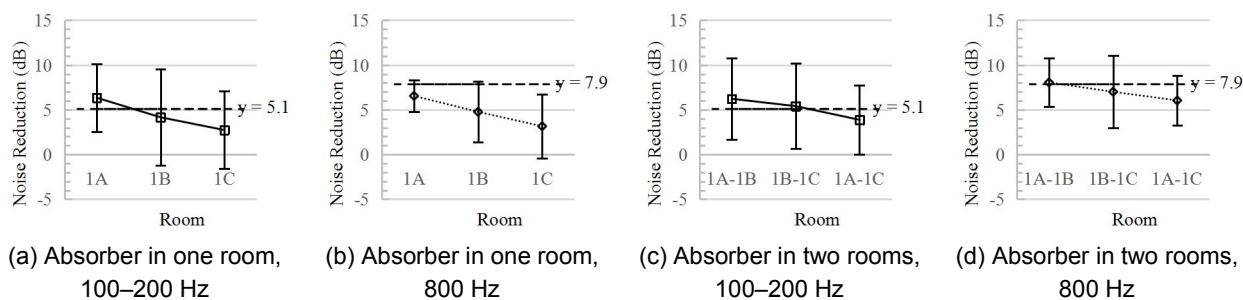 Noise Reduction (dB)
15
10
5
0
-5
y = 5.1
1A 1B 1C
Room
(a) Absorber in one room,
100–200 Hz
Noise Reduction (dB)
15
10
5
0
-5
y = 7.9
1A 1B 1C
Room
(b) Absorber in one room,
800 Hz
Noise Reduction (dB)
15
10
5
0
-5
y = 5.1
1A-1B 1B-1C 1A-1C
Room
(c) Absorber in two rooms,
100–200 Hz
Noise Reduction (dB)
15
10
5
0
-5
y = 7.9
1A-1B 1B-1C 1A-1C
Room
(d) Absorber in two rooms,
800 Hz